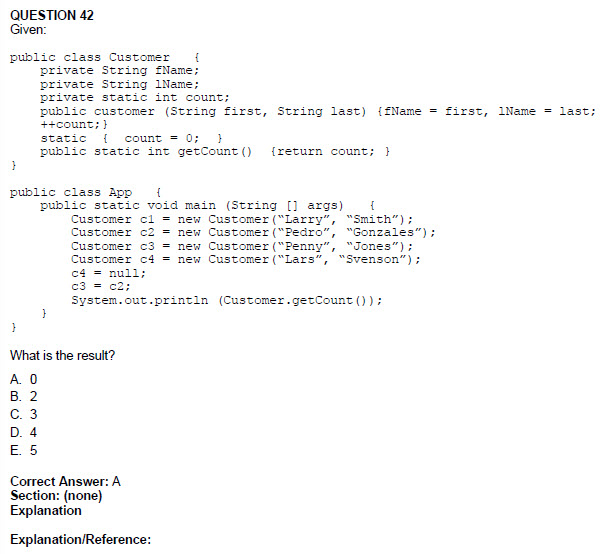 QUESTION 42
Given:
public class Customer {
private String fName;
private String lName;
private static int count;
public customer (String first, String last) {fName = first, lName = last;
++count;}
static { count = 0; }
public static int getCount() {return count; }
}
public class App {
public static void main (String [] args) {
Customer c1 = new Customer(“Larry”, “Smith”);
Customer c2 = new Customer(“Pedro”, “Gonzales”);
Customer c3 = new Customer(“Penny”, “Jones”);
Customer c4 = new Customer(“Lars”, “Svenson”);
c4 = null;
c3 = c2;
System.out.println (Customer.getCount());
}
}
What is the result?
A. 0
B. 2
C. 3
D. 4
E. 5
Correct Answer: A
Section: (none)
Explanation
Explanation/Reference: